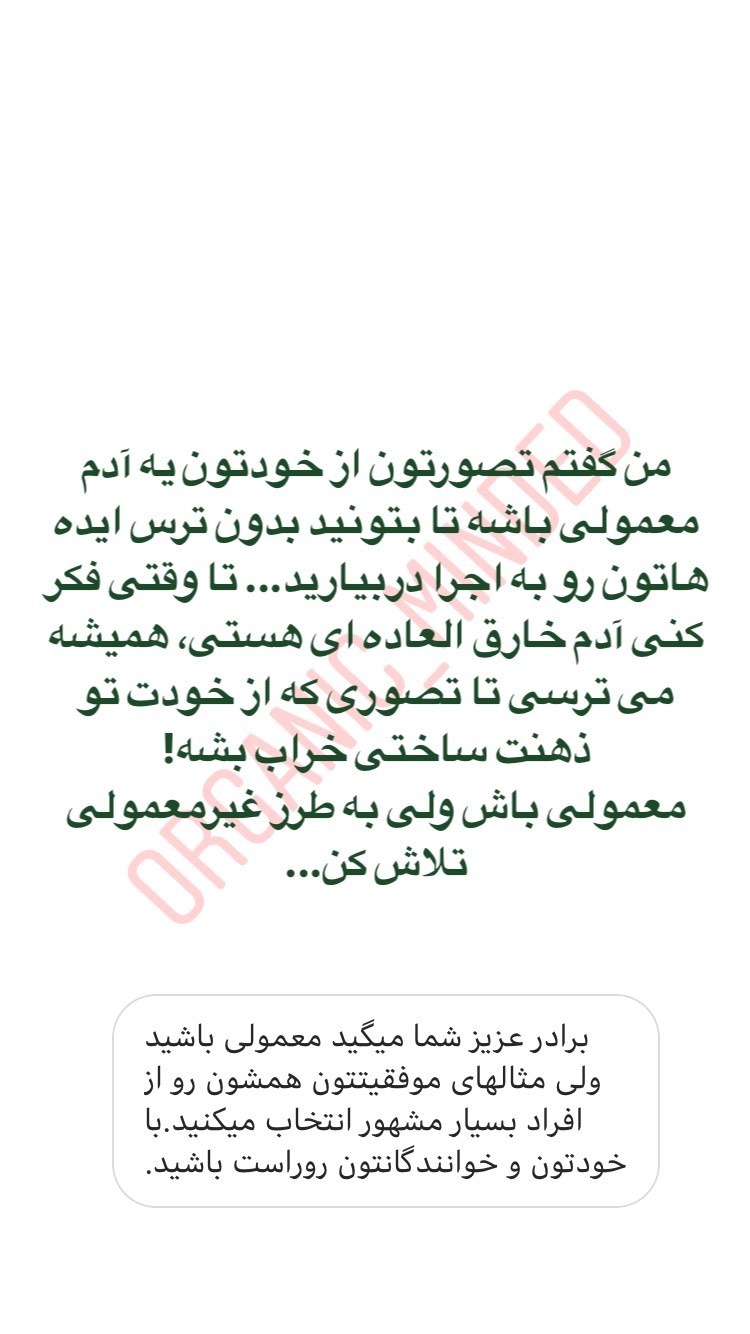 من گفتم تصورتون از خودتون یه آدم
معمولی باشه تا بتونید بدون ترس ایده
هاتون رو به اجرا دربیارید... تا وقتی فکر
کنی آدم خارق العاده ای هستی، همیشه
می ترسی تا تصوری که از خودت تو
ذهنت ساختی خراب بشه!
معمولی باش ولی به طرز غیرمعمولی
تلاش کن...
ORGANIC_MINDED
برادر عزیز شما میگید معمولی باشید
ولی مثالهای موفقیتتون همشون رو از
افراد بسیار مشهور انتخاب میکنید.با
خودتون و خوانندگانتون روراست باشید.